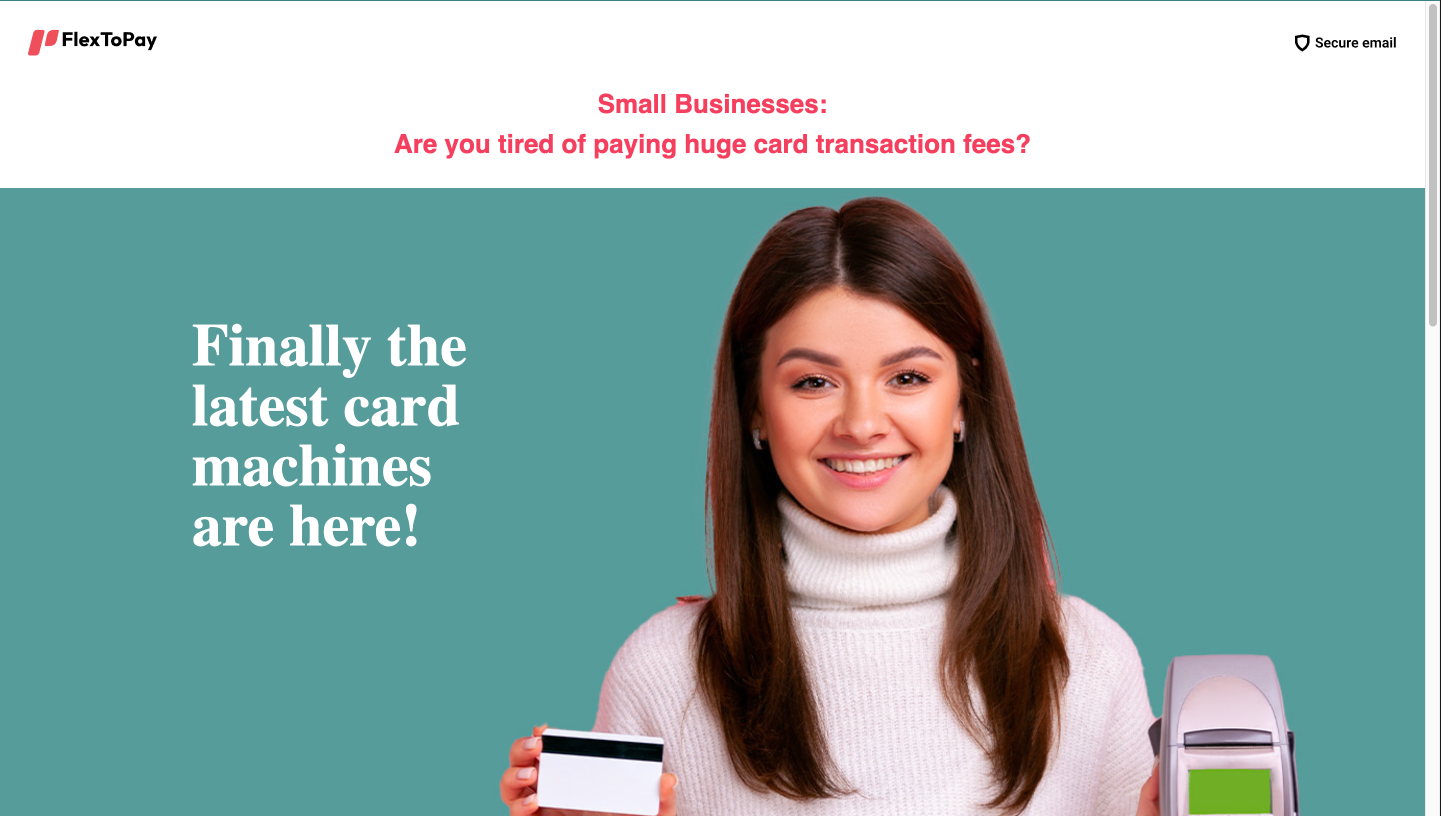 FlexToPay
Secure email
Small Businesses:
Are you tired of paying huge card transaction fees?
Finally the
latest card
machines
are here!